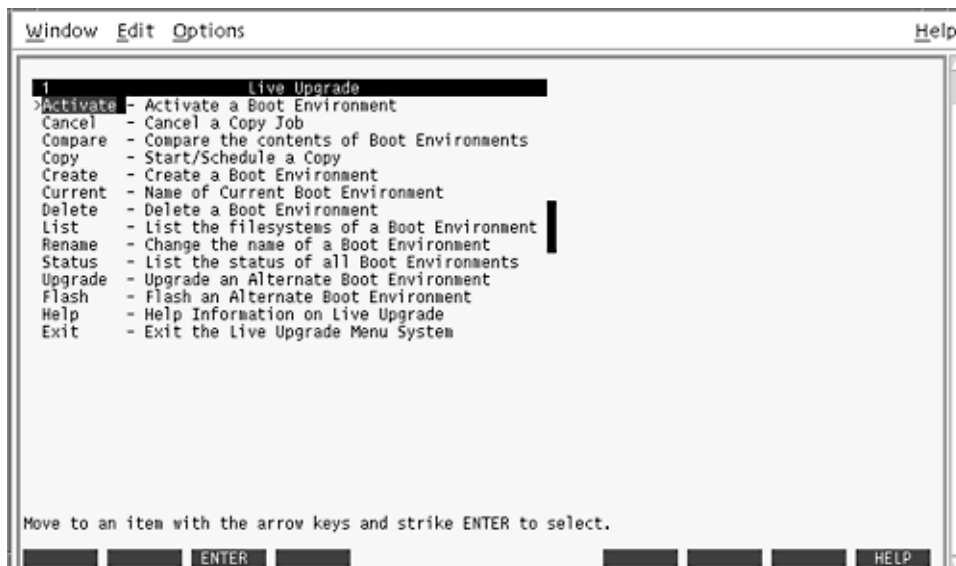 Window Edit Options Help
1 Live Upgrade
>Activate - Activate a Boot Environment
Cancel - Cancel a Copy Job
Compare - Compare the contents of Boot Environments
Copy - Start/Schedule a Copy
Create - Create a Boot Environment
Current - Name of Current Boot Environment
Delete - Delete a Boot Environment
List - List the filesystems of a Boot Environment
Rename - Change the name of a Boot Environment
Status - List the status of all Boot Environments
Upgrade - Upgrade an Alternate Boot Environment
Flash - Flash an Alternate Boot Environment
Help - Help Information on Live Upgrade
Exit - Exit the Live Upgrade Menu System
Move to an item with the arrow keys and strike ENTER to select.
ENTER HELP